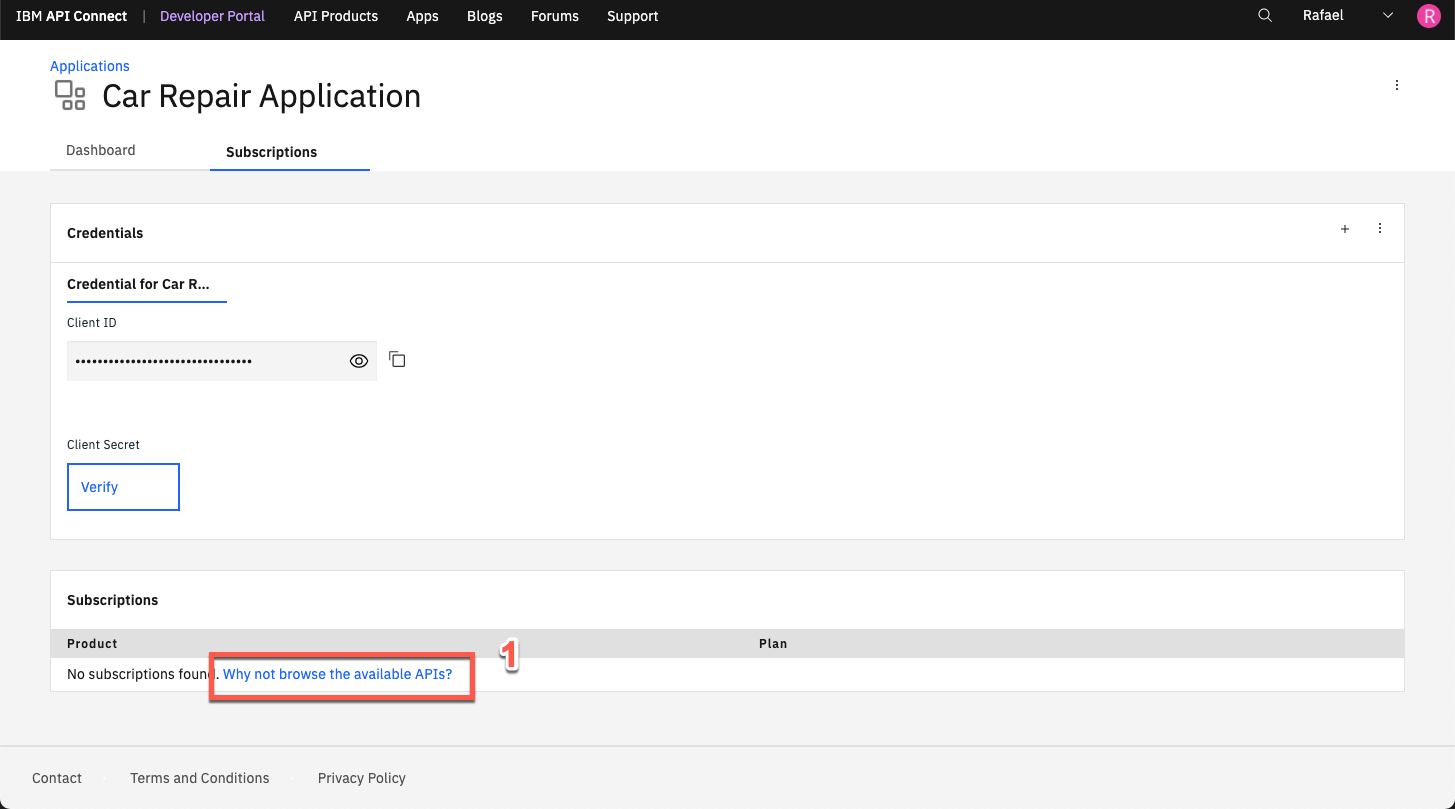 IBM API Connect | Developer Portal API Products Apps Blogs Forums Support Rafael R
Applications
Car Repair Application
Dashboard Subscriptions
Credentials
Credential for Car R...
Client ID
••••••••••••••••••••••••••••••••
Client Secret
Verify
Subscriptions
Product Plan
No subscriptions found. Why not browse the available APIs?
1
Contact Terms and Conditions Privacy Policy